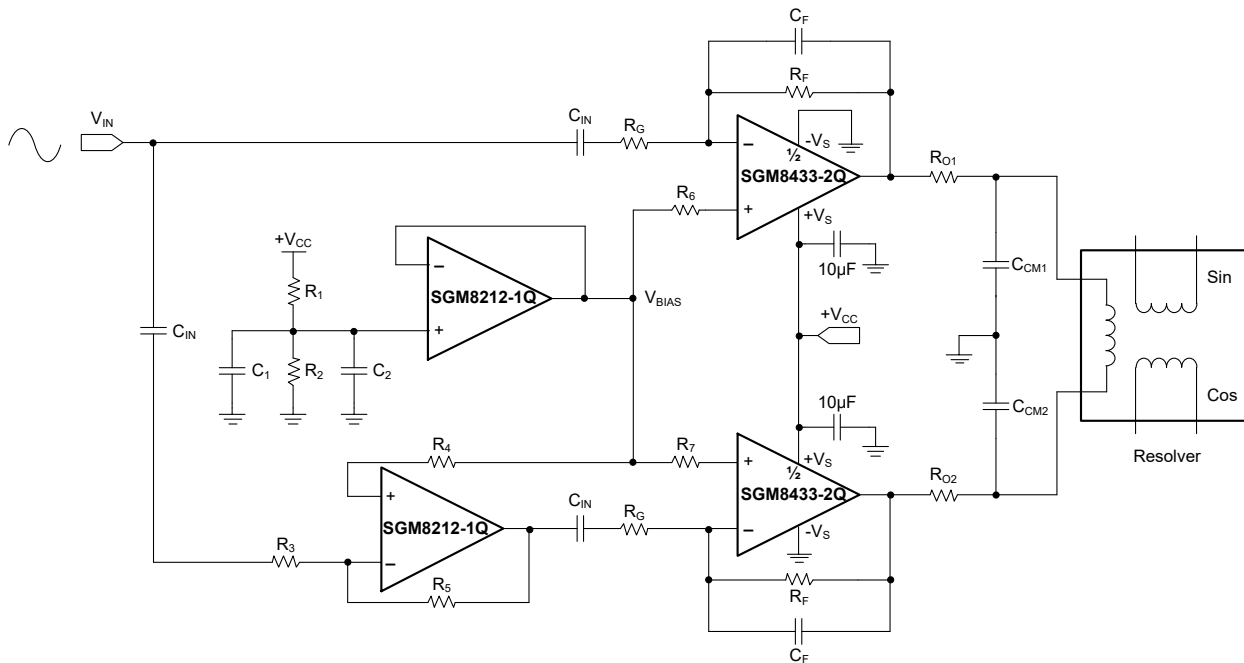 C_F
R_F
V_IN
C_IN
R_G
−
-V_S
½
SGM8433-2Q
R_O1
R_6
+
+V_S
+V_CC
10µF
C_CM1
Sin
−
SGM8212-1Q
R_1
V_BIAS
+V_CC
C_IN
+
C_1
R_2
C_2
10µF
C_CM2
Cos
R_4
R_7
+
+V_S
½
Resolver
+
SGM8212-1Q
C_IN
R_G
SGM8433-2Q
R_O2
R_3
−
−
-V_S
R_5
R_F
C_F